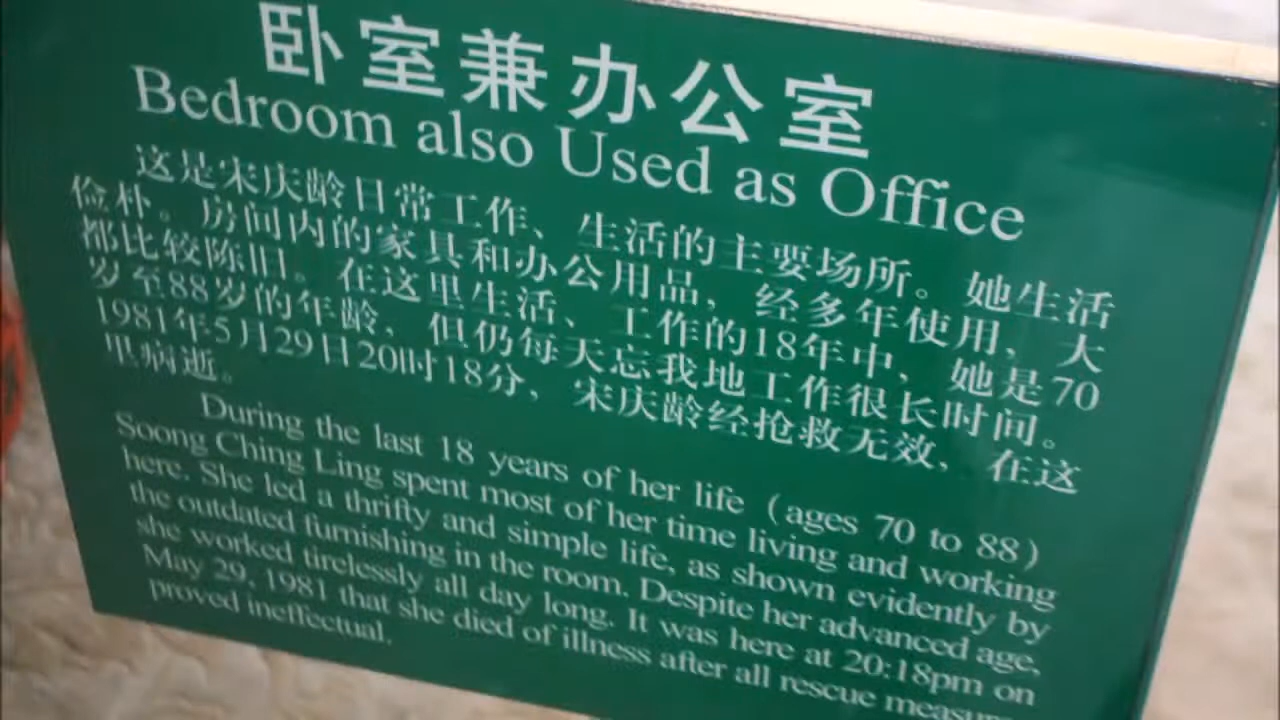 卧室兼办公室
Bedroom also Used as Office
这是宋庆龄日常工作、生活的主要场所。她生活
俭朴。房间内的家具和办公用品，经多年使用，大
都比较陈旧。在这里生活、工作的18年中，她是70
岁至88岁的年龄，但仍每天忘我地工作很长时间。
1981年5月29日20时18分，宋庆龄经抢救无效，在这
里病逝。
During the last 18 years of her life (ages 70 to 88)
Soong Ching Ling spent most of her time living and working
here. She led a thrifty and simple life, as shown evidently by
the outdated furnishing in the room. Despite her advanced age,
she worked tirelessly all day long. It was here at 20:18pm on
May 29, 1981 that she died of illness after all rescue
proved ineffectual.